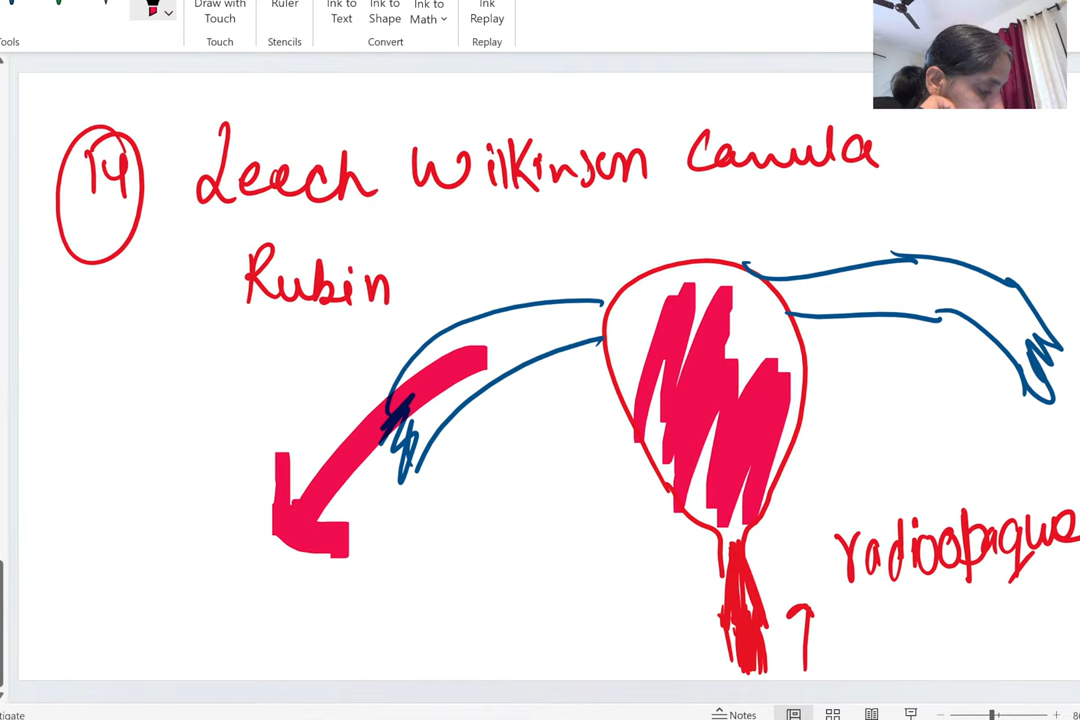 Draw with Touch
Ruler
Ink to Text
Ink to Shape
Ink to Math
Ink Replay
Tools
Touch
Stencils
Convert
Replay
14 Leech Wilkinson Canula
Rubin
radioopaque
Notes